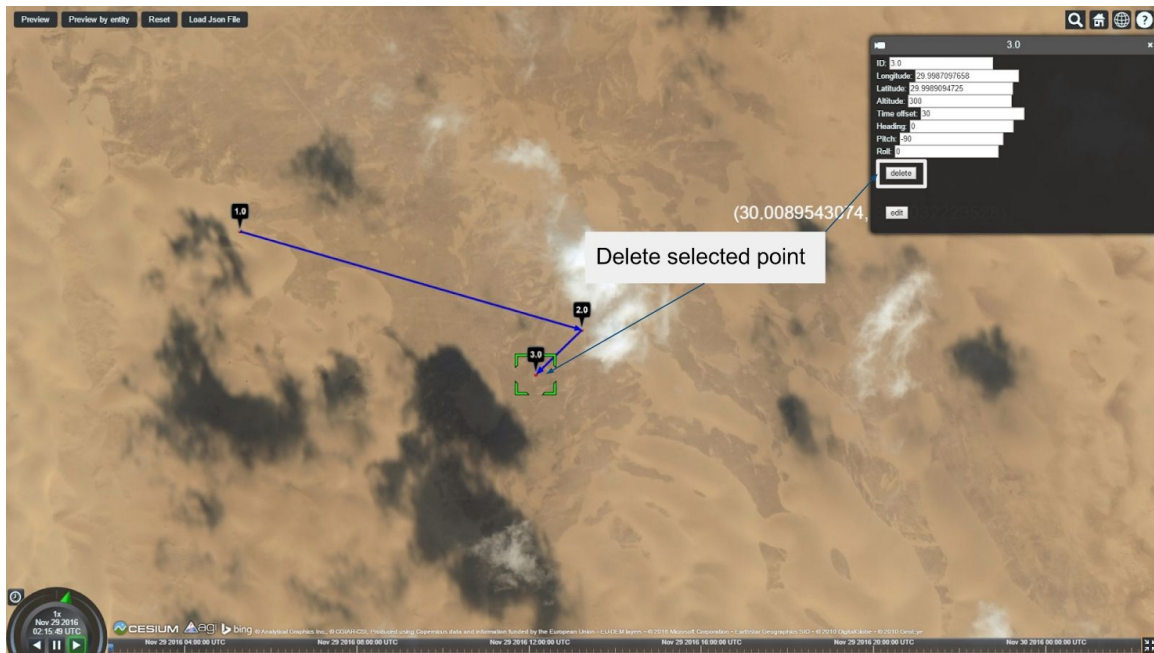 Preview Preview by entity Reset Load Json File
3.0
ID: 3.0
Longitude: 29.9987097658
Latitude: 29.9989094725
Altitude: 300
Time offset: 30
Heading: 0
Pitch: -90
Roll: 0
delete
(30.0089543074,
edit
1.0
Delete selected point
2.0
3.0
1x
Nov 29 2016
02:15:49 UTC
CESIUM agi bing
Nov 29 2016 04:00:00 UTC Nov 29 2016 08:00:00 UTC Nov 29 2016 12:00:00 UTC Nov 29 2016 16:00:00 UTC Nov 29 2016 20:00:00 UTC Nov 30 2016 00:00:00 UTC